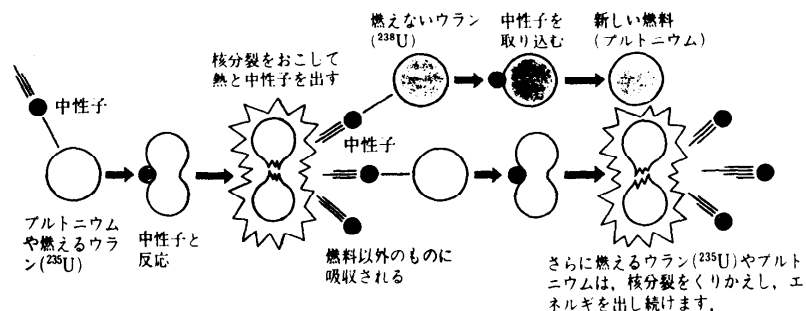 燃えないウラン
(²³⁸U)
中性子を
取り込む
新しい燃料
(プルトニウム)
核分裂をおこして
熱と中性子を出す
中性子
中性子
プルトニウム
や燃えるウラ
ン(²³⁵U)
中性子と
反応
燃料以外のものに
吸収される
さらに燃えるウラン(²³⁵U)やプルト
ニウムは，核分裂をくりかえし，エ
ネルギを出し続けます．